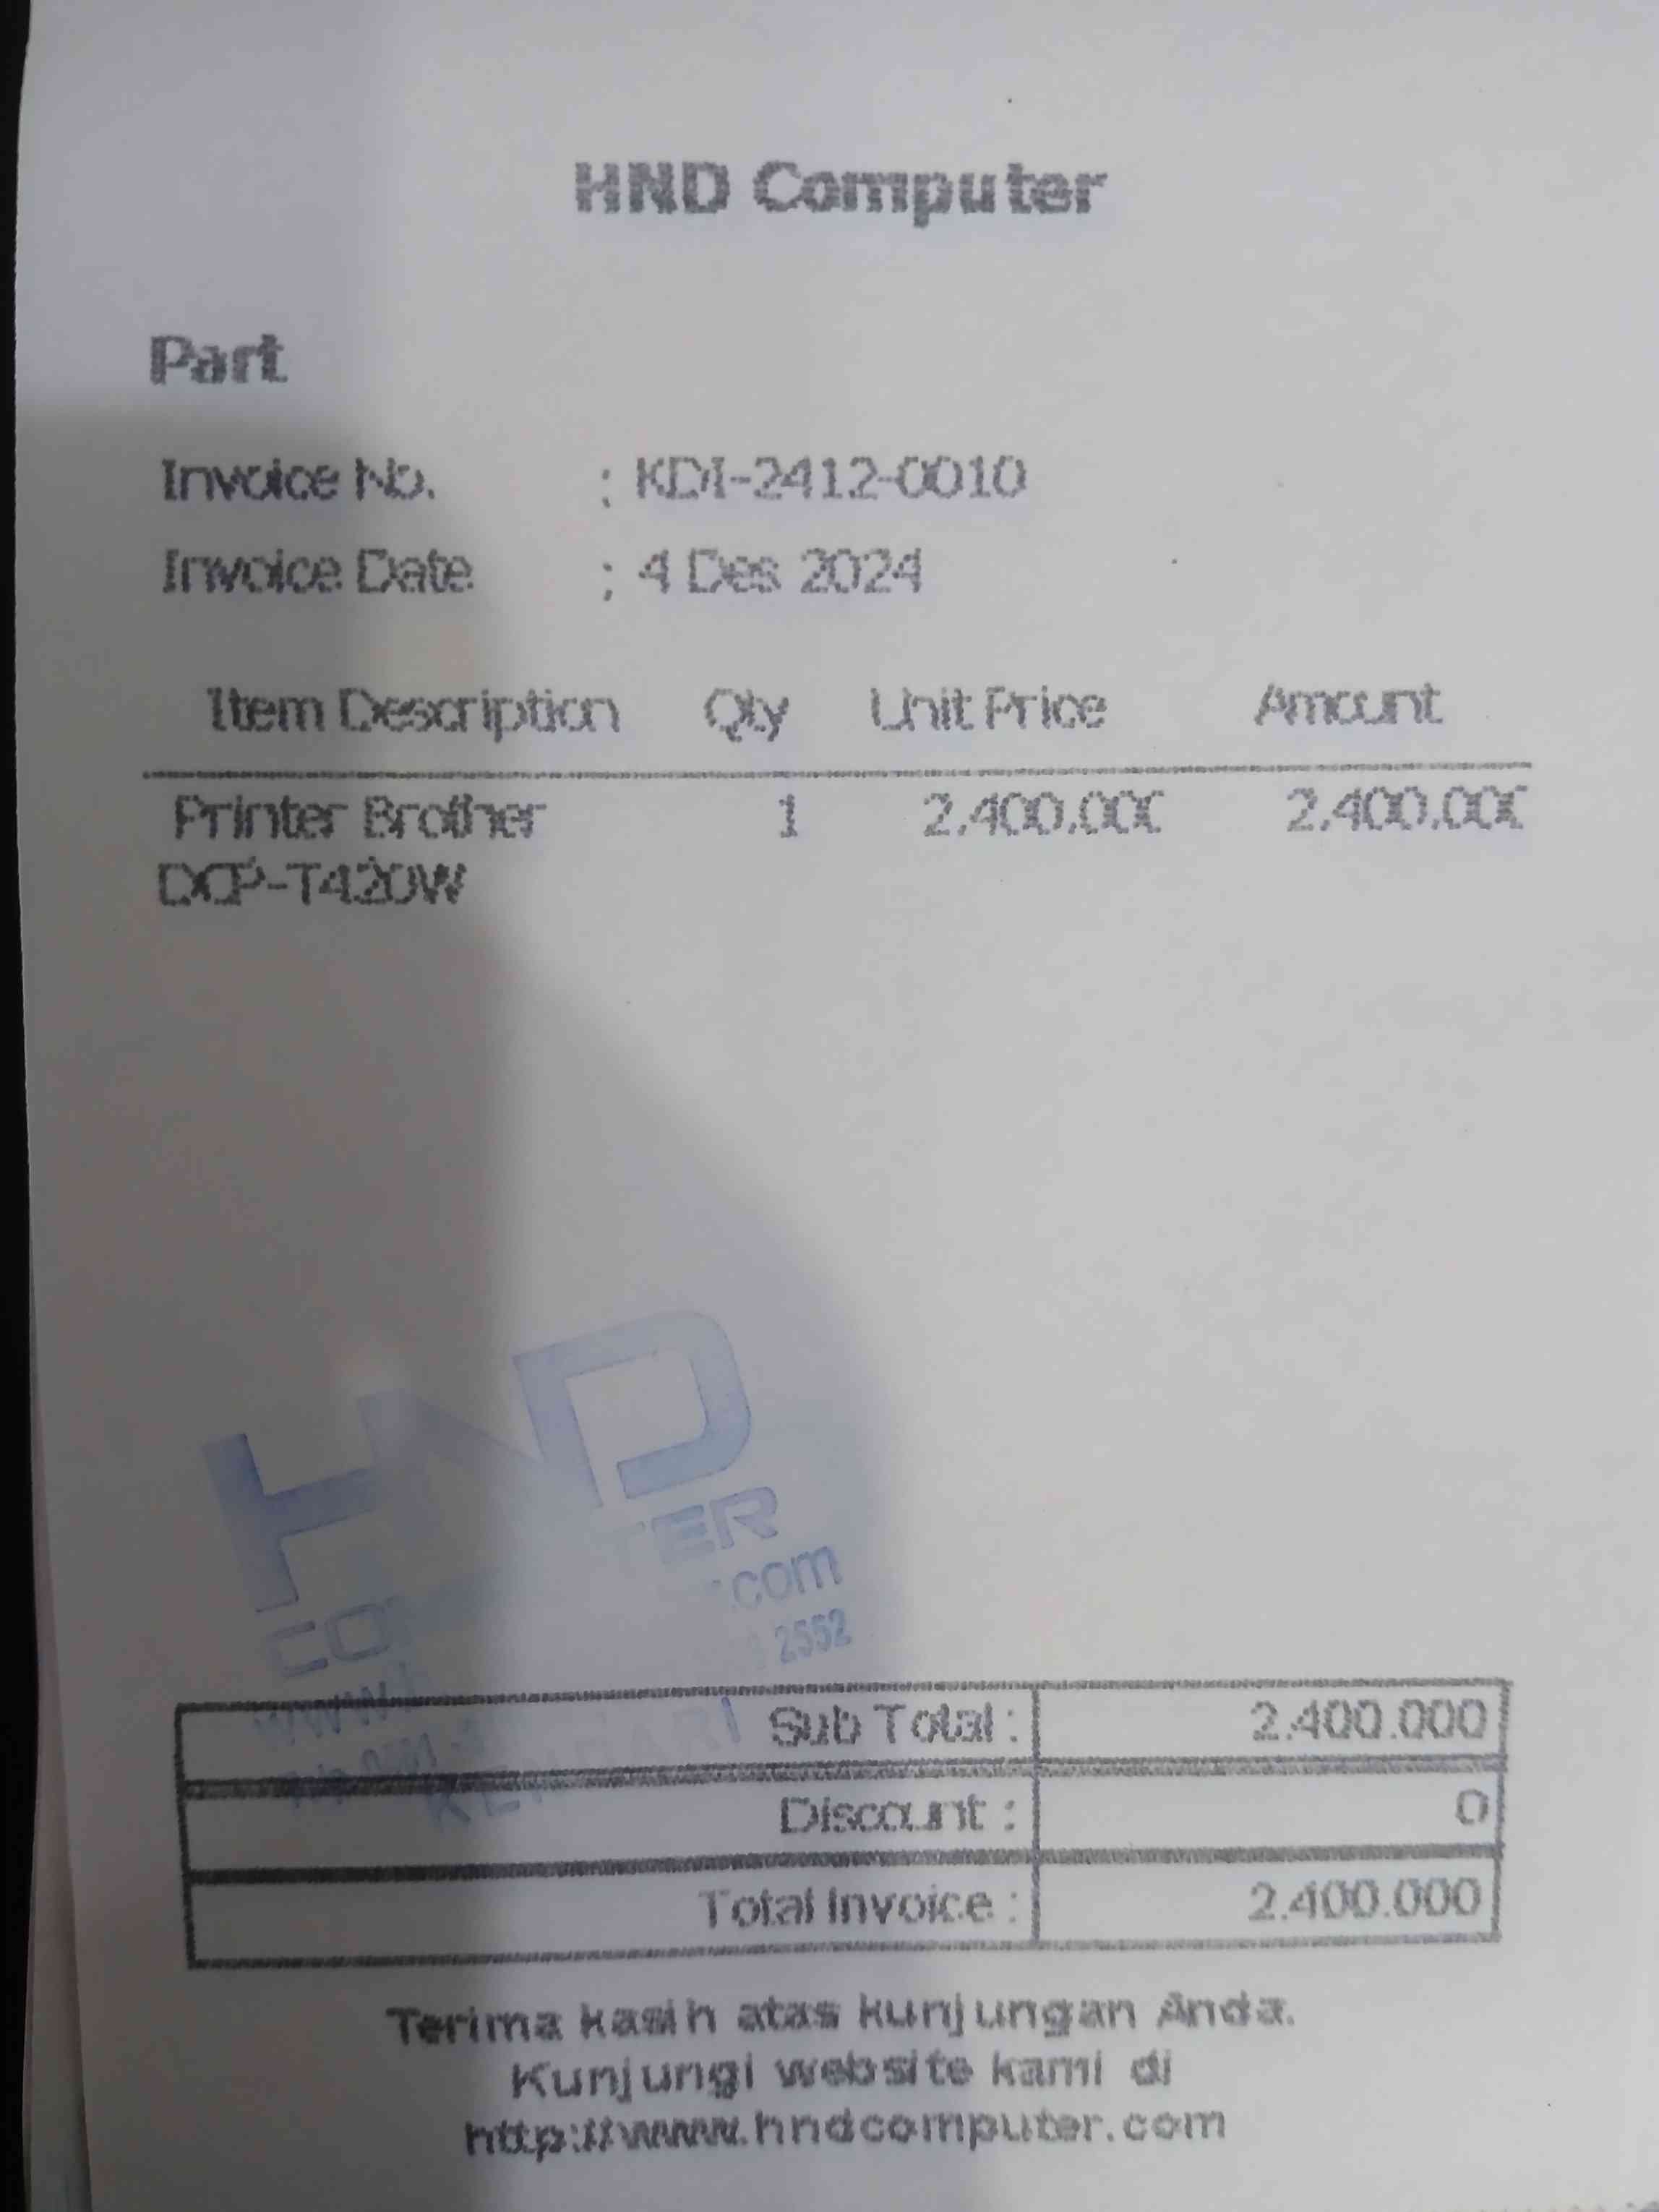 HND Computer
Part
Invoice No. : KDI-2412-0010
Invoice Date : 4 Des 2024
Item Description Qty Unit Price Amount
Printer Brother 1 2.400.000 2.400.000
DCP-T420W
HND
TER
.com
2552
Sub Total : 2.400.000
KENDARI
Discount : 0
Total Invoice : 2.400.000
Terima kasih atas kunjungan Anda.
Kunjungi website kami di
http://www.hndcomputer.com